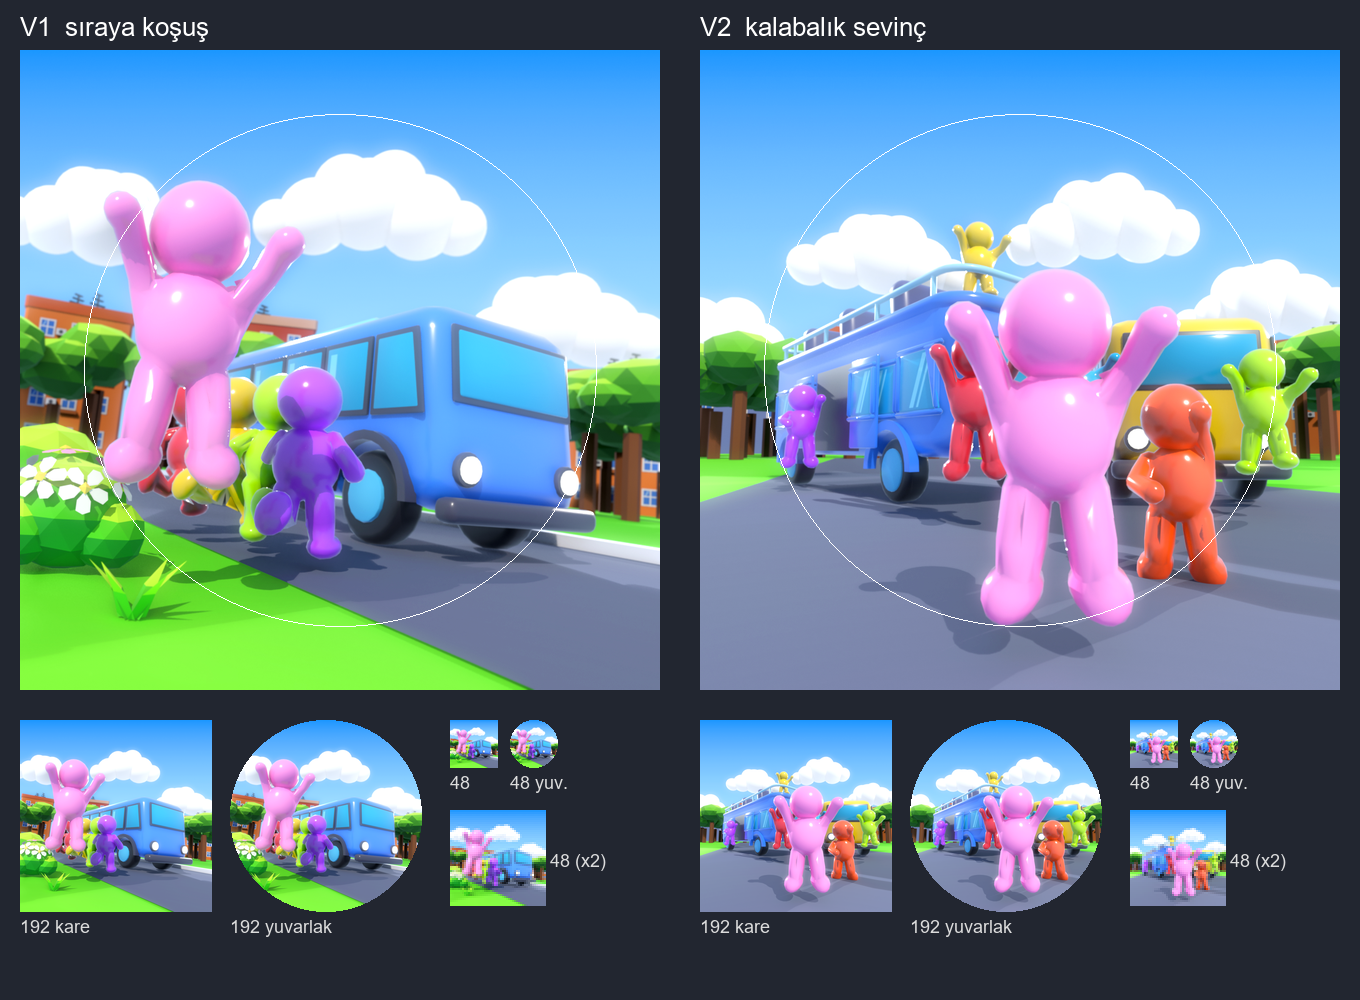 V1  sıraya koşuş
V2  kalabalık sevinç
48
48 yuv.
48 (x2)
192 kare
192 yuvarlak
48
48 yuv.
48 (x2)
192 kare
192 yuvarlak